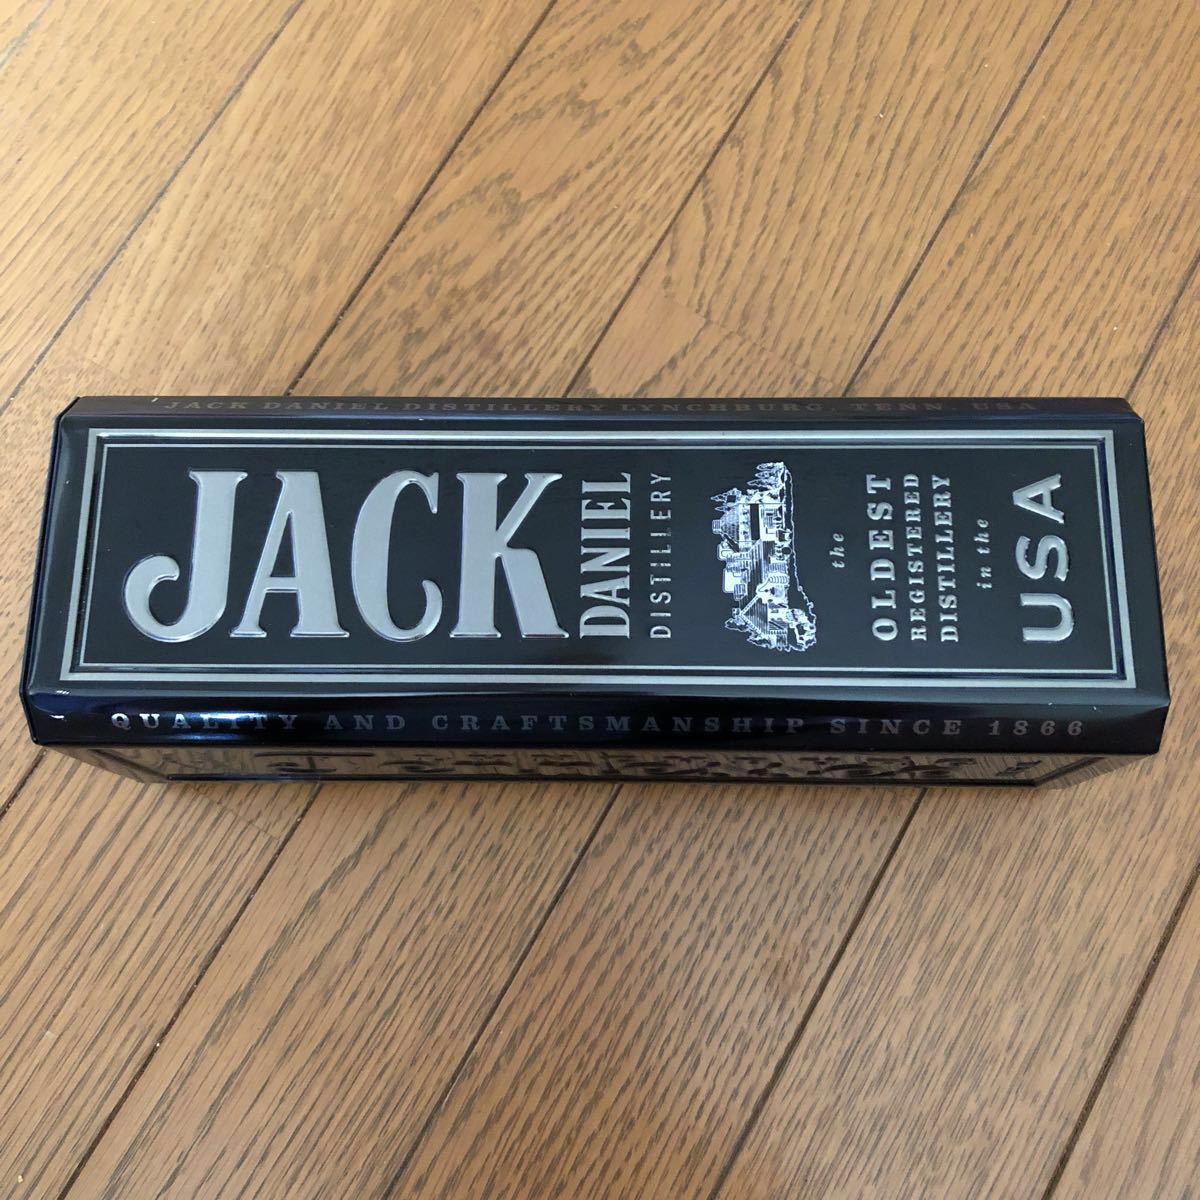 JACK DANIEL DISTILLERY LYNCHBURG, TENN. USA
JACK
DANIEL
DISTILLERY
the
OLDEST
REGISTERED
DISTILLERY
in the
USA
QUALITY AND CRAFTSMANSHIP SINCE 1866